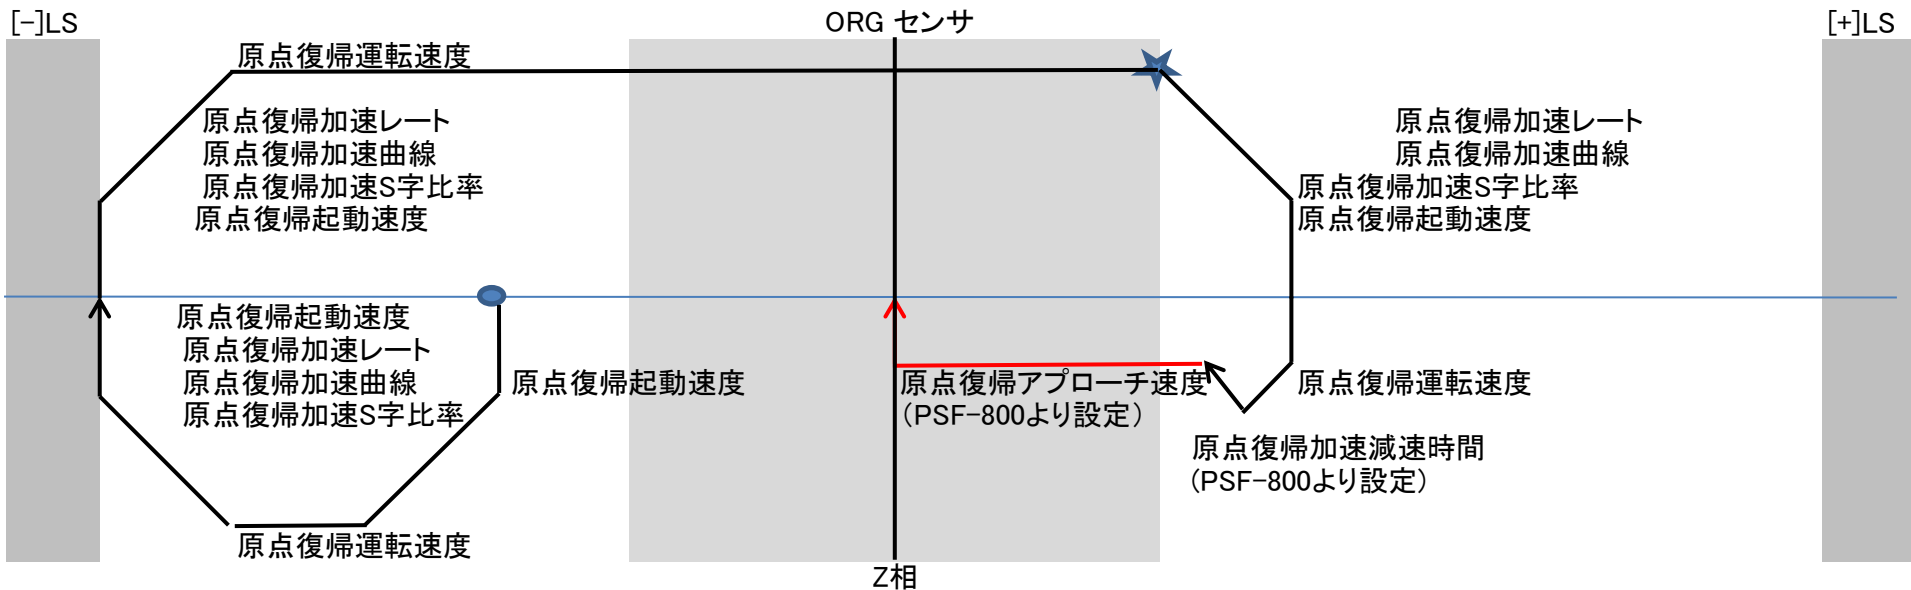 [-]LS
ORG センサ
[+]LS
原点復帰運転速度
原点復帰加速レート
原点復帰加速曲線
原点復帰加速S字比率
原点復帰起動速度
原点復帰加速レート
原点復帰加速曲線
原点復帰加速S字比率
原点復帰起動速度
原点復帰起動速度
原点復帰加速レート
原点復帰加速曲線
原点復帰加速S字比率
原点復帰起動速度
原点復帰アプローチ速度
(PSF-800より設定)
原点復帰運転速度
原点復帰加速減速時間
(PSF-800より設定)
原点復帰運転速度
Z相